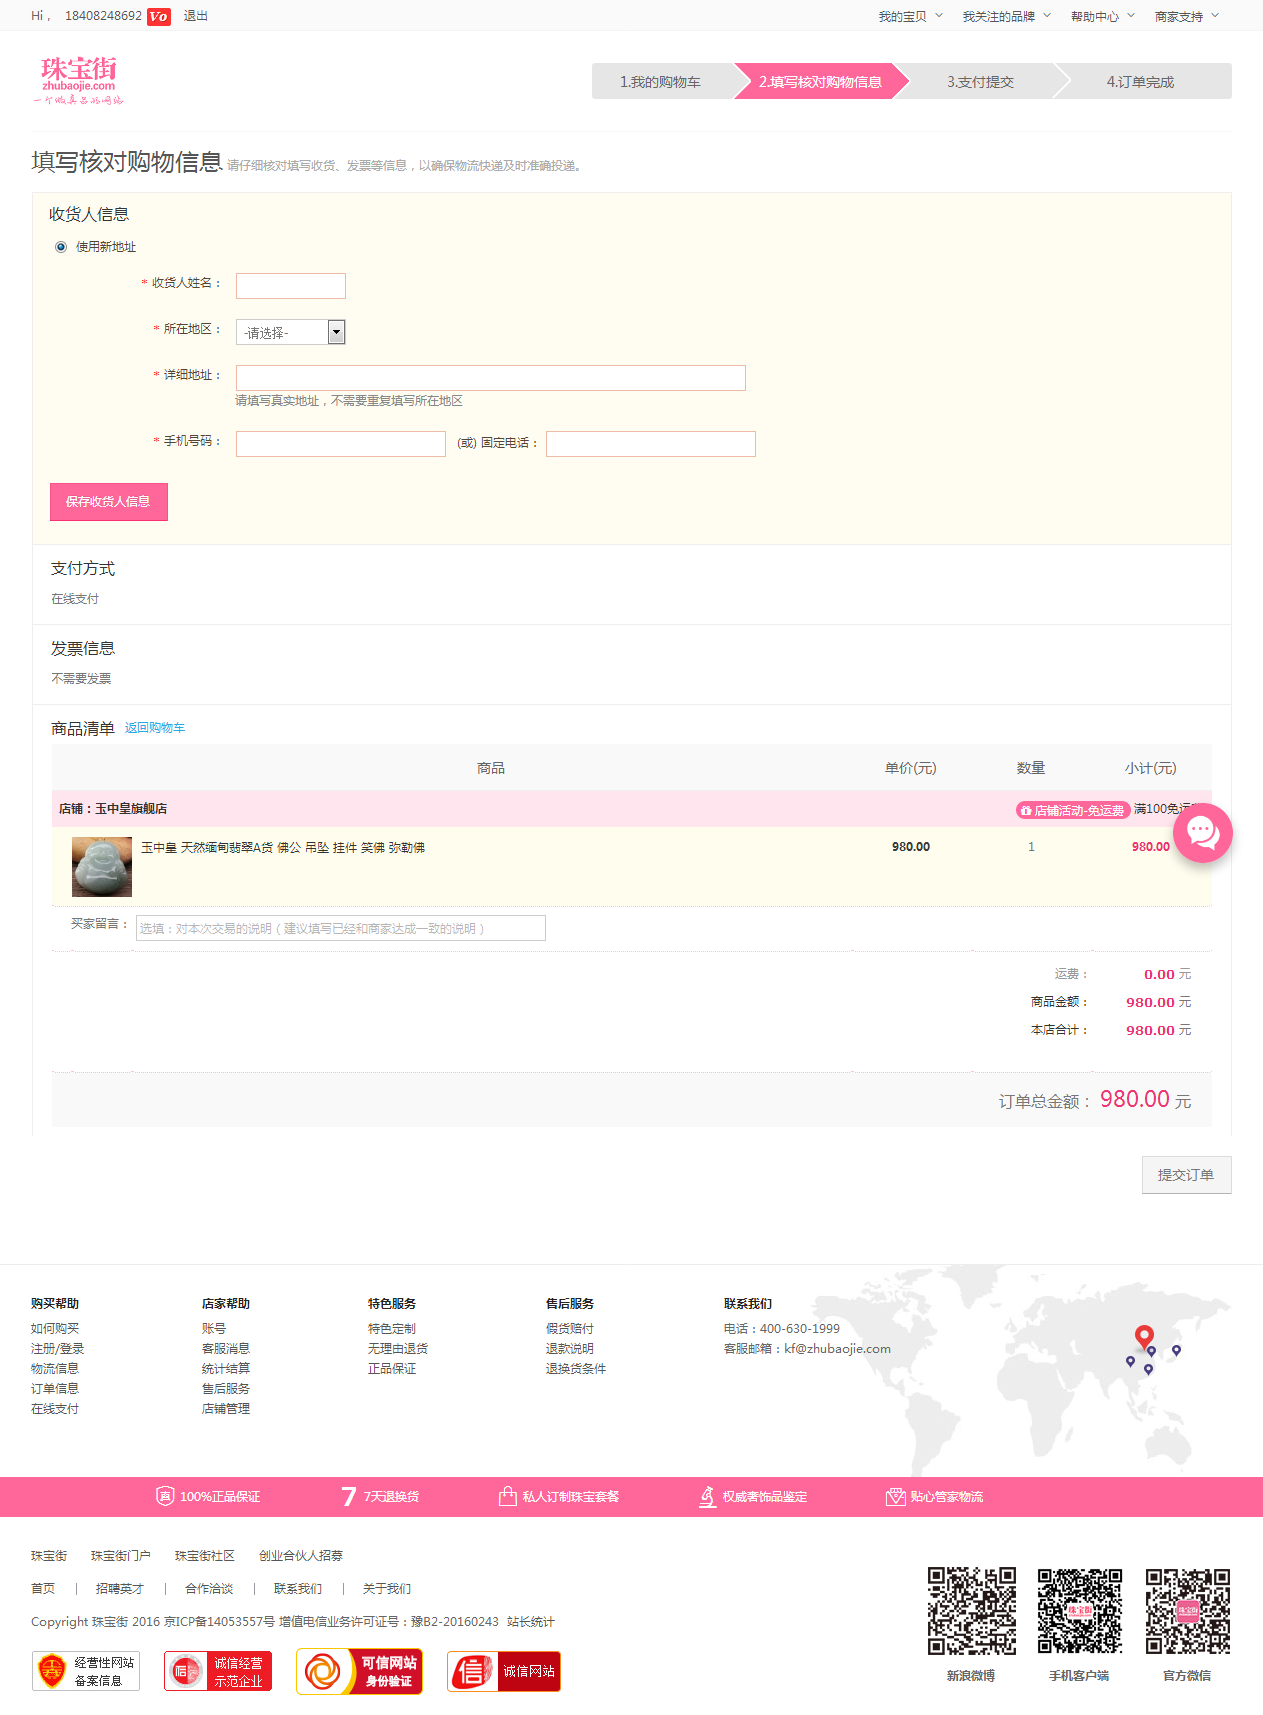 Hi， 18408248692 Vo 退出 我的宝贝 我关注的品牌 帮助中心 商家支持
珠宝街
zhubaojie.com
一个做真品的网络
1.我的购物车 2.填写核对购物信息 3.支付提交 4.订单完成
填写核对购物信息 请仔细核对填写收货、发票等信息，以确保物流快递及时准确投递。
收货人信息
使用新地址
* 收货人姓名：
* 所在地区： -请选择-
* 详细地址：
请填写真实地址，不需要重复填写所在地区
* 手机号码： (或) 固定电话：
保存收货人信息
支付方式
在线支付
发票信息
不需要发票
商品清单 返回购物车
商品 单价(元) 数量 小计(元)
店铺：玉中皇旗舰店 店铺活动-免运费 满100免运
玉中皇 天然缅甸翡翠A货 佛公 吊坠 挂件 笑佛 弥勒佛 980.00 1 980.00
买家留言： 选填：对本次交易的说明（建议填写已经和商家达成一致的说明）
运费： 0.00 元
商品金额： 980.00 元
本店合计： 980.00 元
订单总金额： 980.00 元
提交订单
购买帮助 店家帮助 特色服务 售后服务 联系我们
如何购买 账号 特色定制 假货赔付 电话：400-630-1999
注册/登录 客服消息 无理由退货 退款说明 客服邮箱：kf@zhubaojie.com
物流信息 统计结算 正品保证 退换货条件
订单信息 售后服务
在线支付 店铺管理
真 100%正品保证 7 7天退换货 私人订制珠宝套餐 权威奢饰品鉴定 贴心管家物流
珠宝街 珠宝街门户 珠宝街社区 创业合伙人招募
首页 | 招聘英才 | 合作洽谈 | 联系我们 | 关于我们
Copyright 珠宝街 2016 京ICP备14053557号 增值电信业务许可证号：豫B2-20160243 站长统计
经营性网站
备案信息
诚信经营
示范企业
可信网站
身份验证
信 诚信网站
珠宝街
珠宝街
新浪微博 手机客户端 官方微信